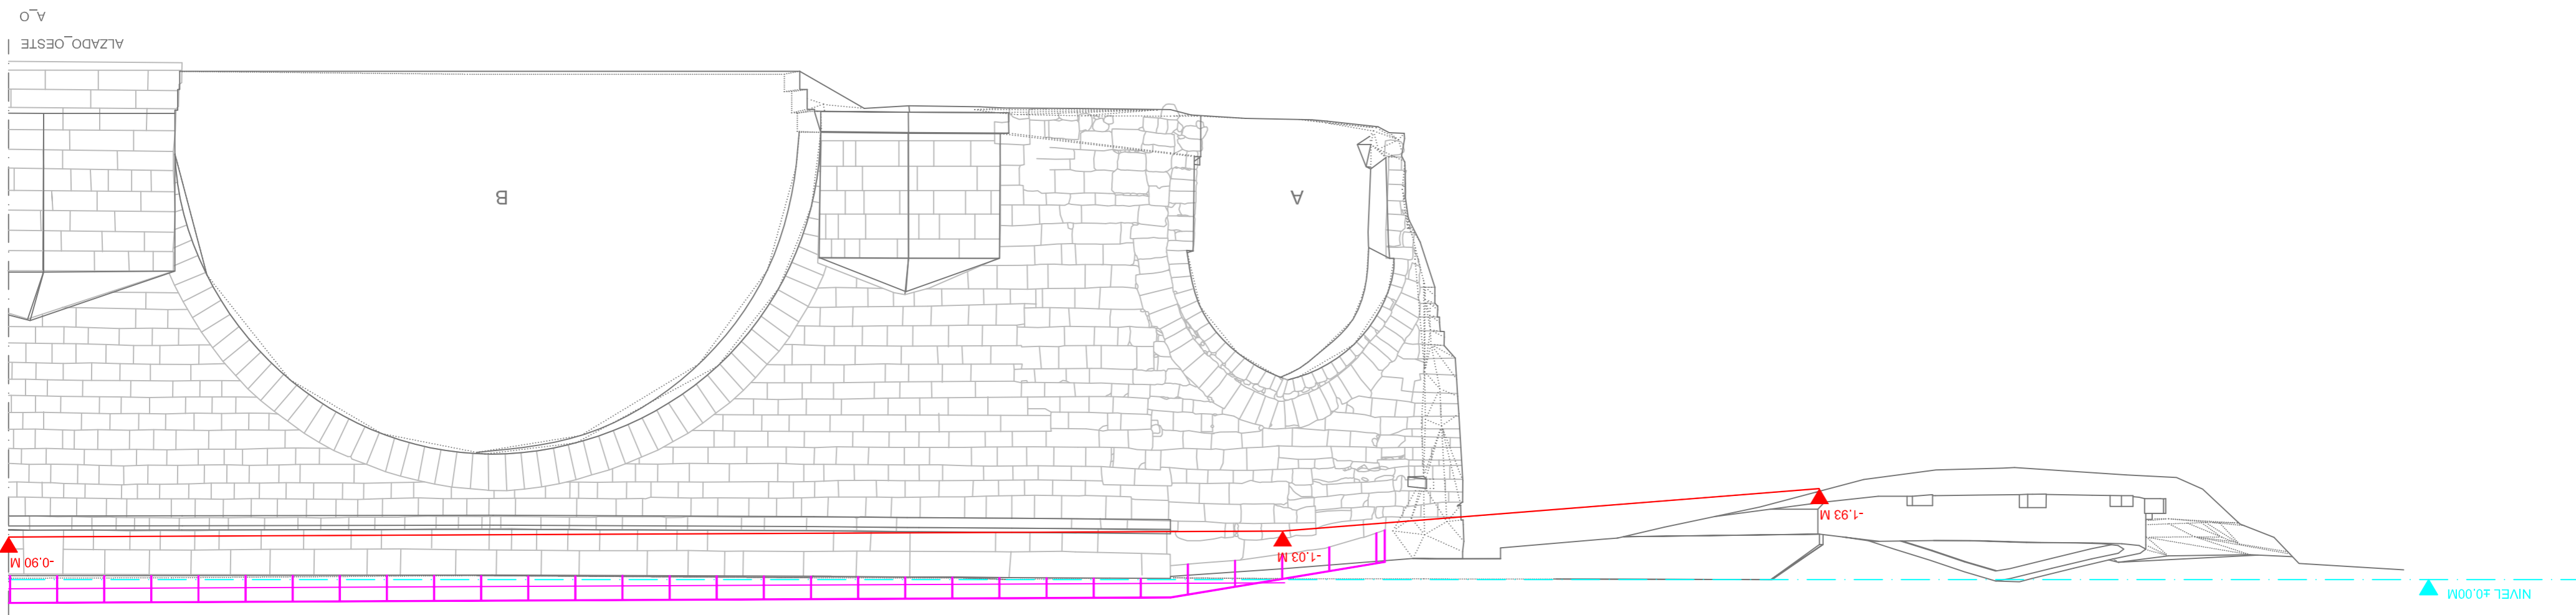 A_O
ALZADO_OESTE
B
A
-1.93 M
-1.03 M
-0.90 M
NIVEL ±0,00M